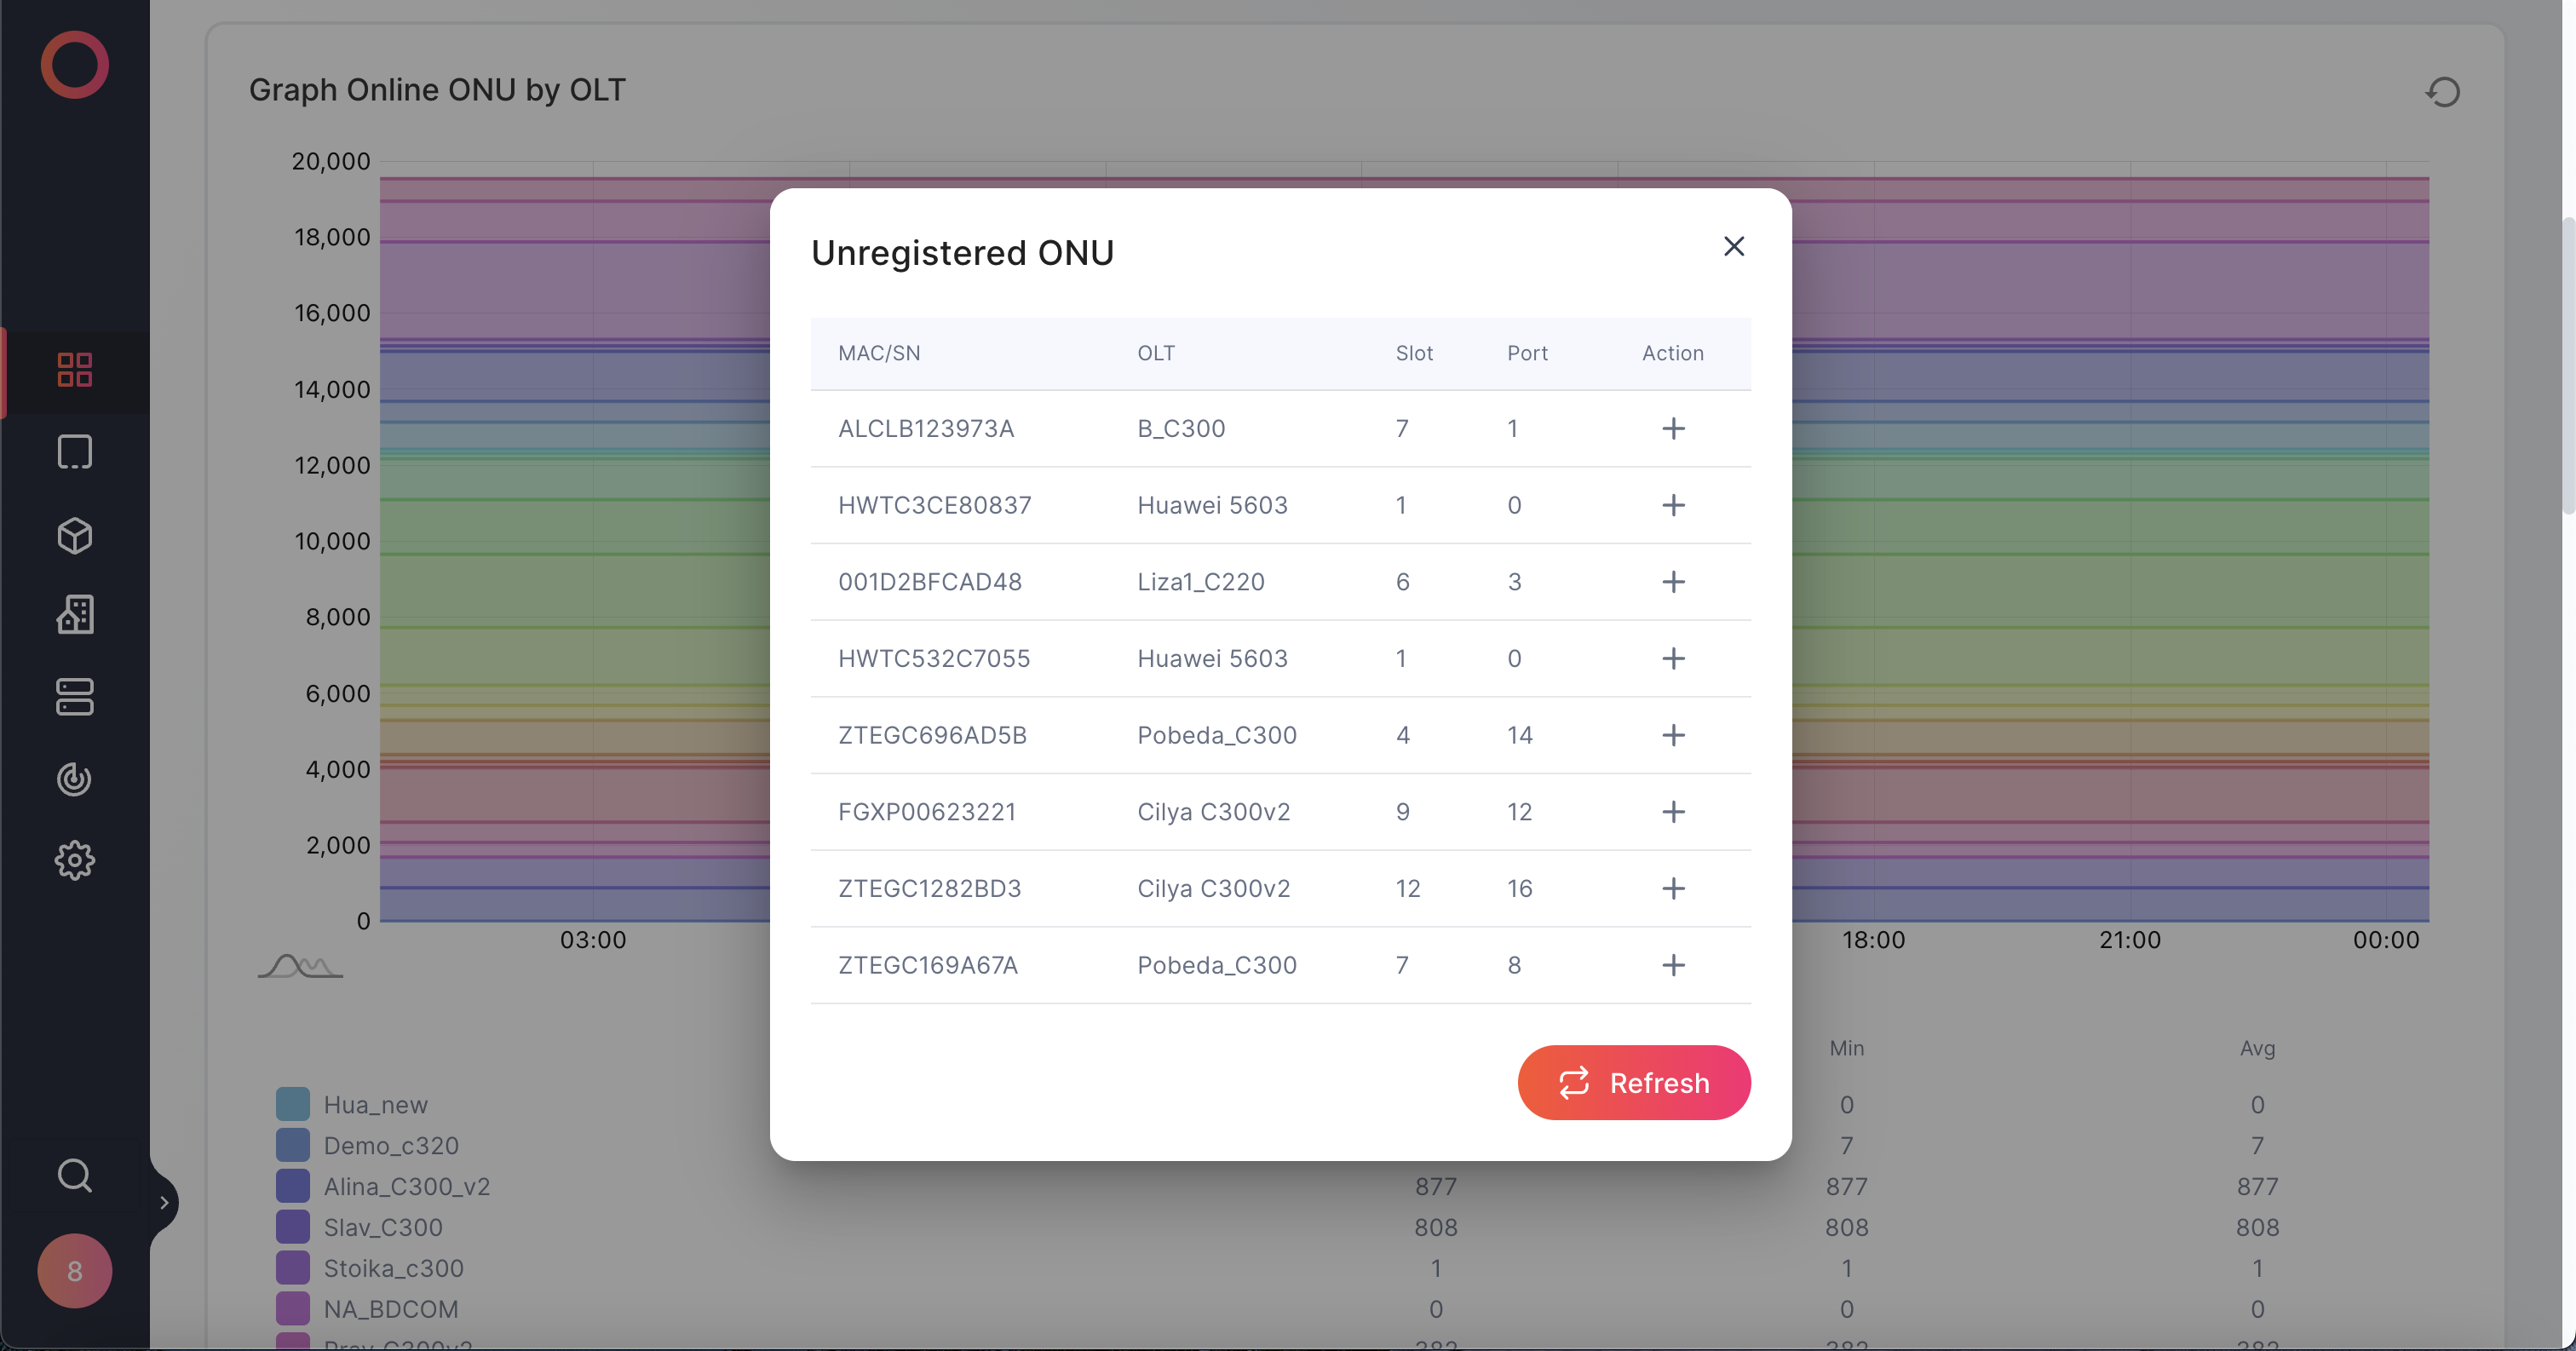 Graph Online ONU by OLT
20,000
18,000
16,000
14,000
12,000
10,000
8,000
6,000
4,000
2,000
0
03:00
18:00
21:00
00:00
Unregistered ONU
MAC/SN OLT Slot Port Action
ALCLB123973A B_C300 7 1
HWTC3CE80837 Huawei 5603 1 0
001D2BFCAD48 Liza1_C220 6 3
HWTC532C7055 Huawei 5603 1 0
ZTEGC696AD5B Pobeda_C300 4 14
FGXP00623221 Cilya C300v2 9 12
ZTEGC1282BD3 Cilya C300v2 12 16
ZTEGC169A67A Pobeda_C300 7 8
Refresh
Min Avg
Hua_new 0 0
Demo_c320 7 7
Alina_C300_v2 877 877 877
Slav_C300 808 808 808
Stoika_c300 1 1 1
NA_BDCOM 0 0 0
8